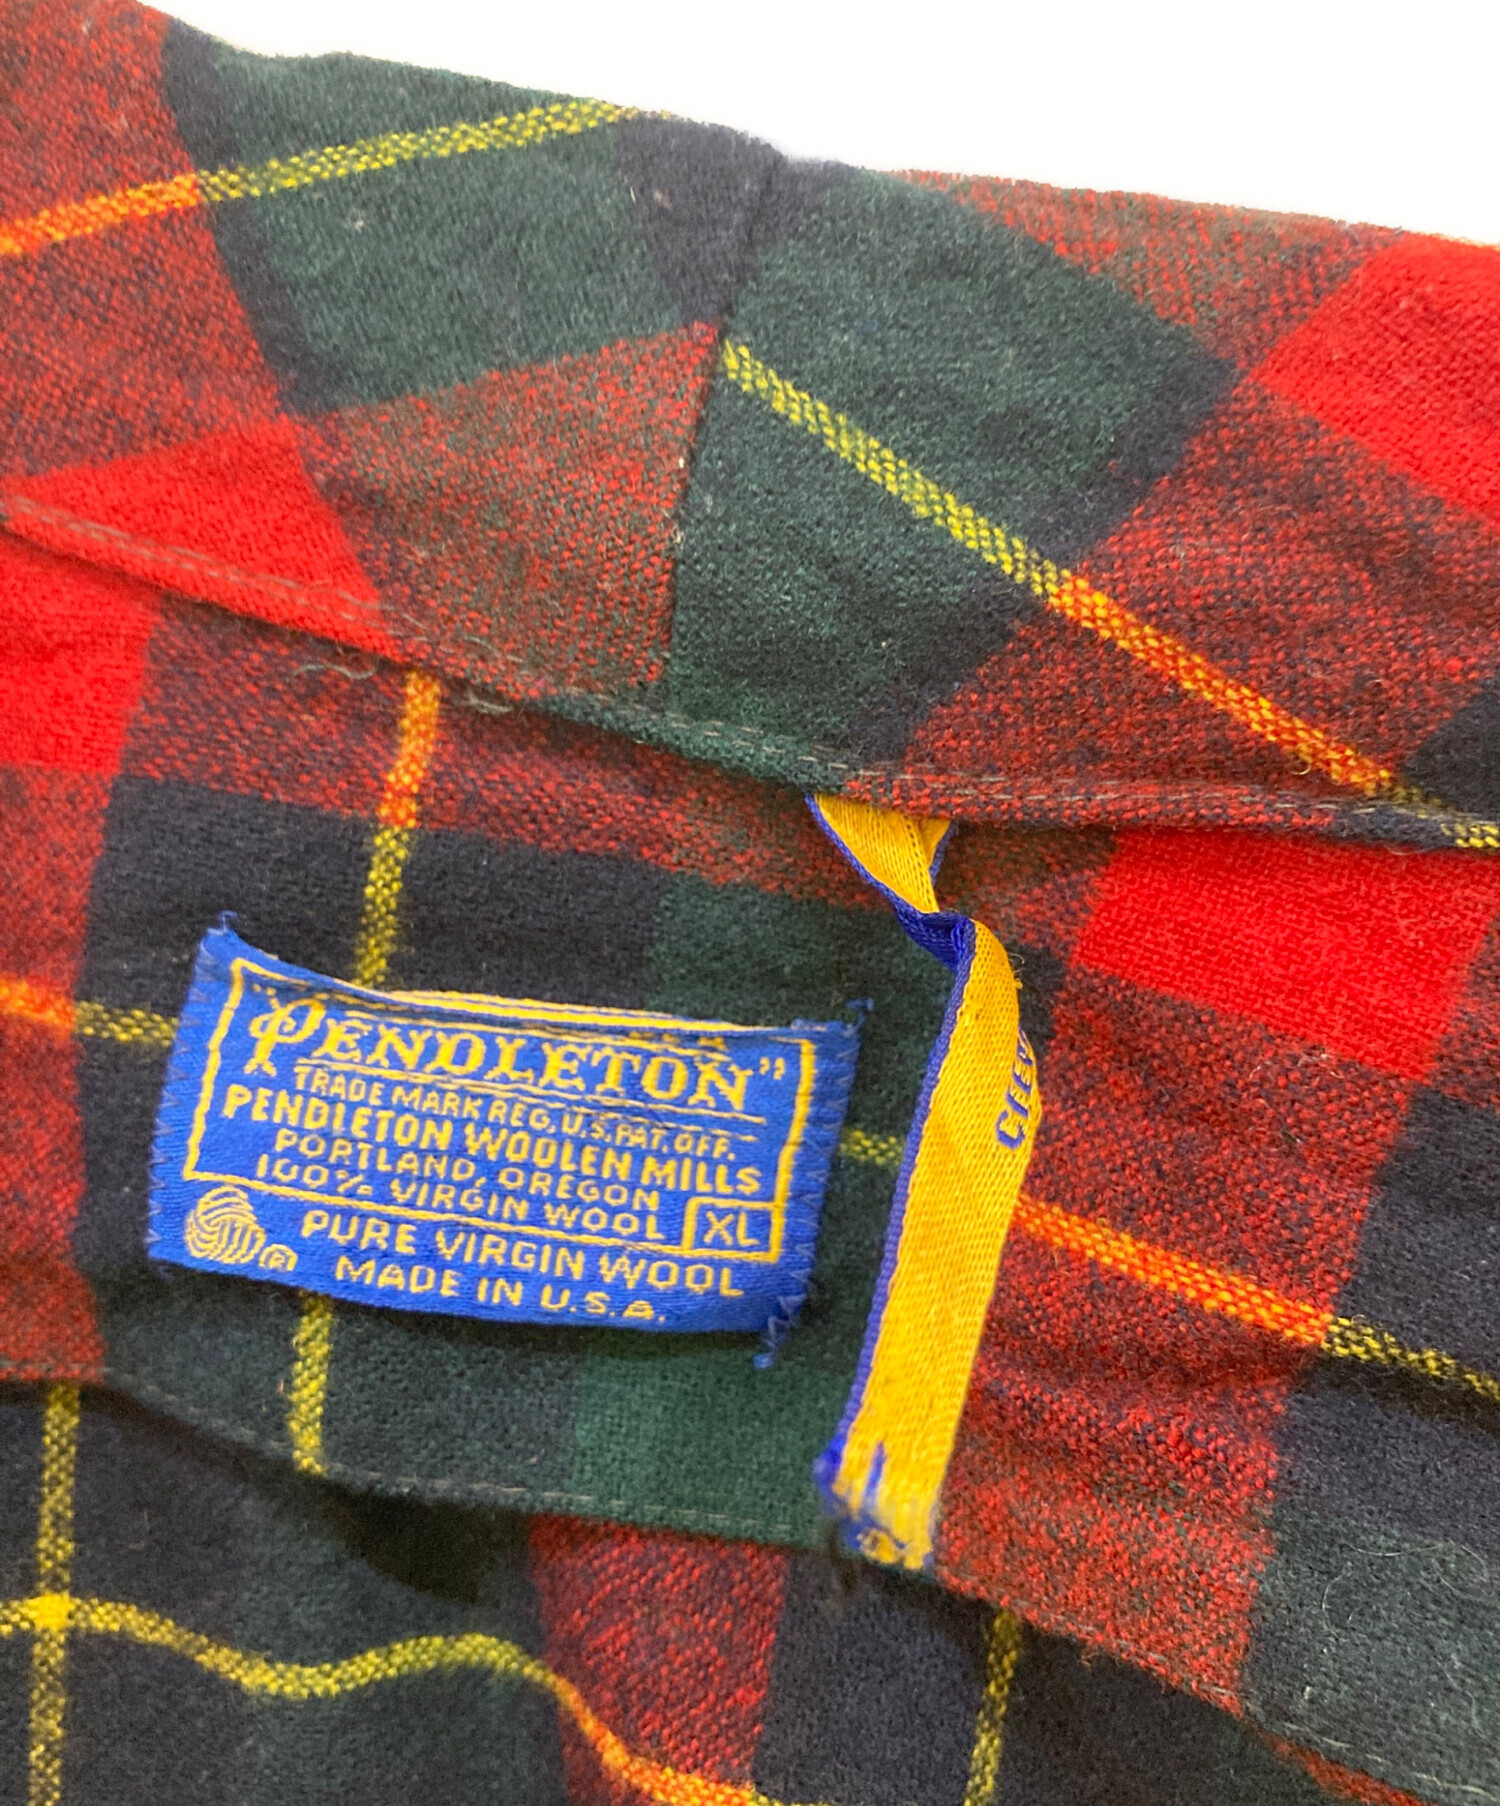 "PENDLETON"
TRADE MARK REG. U.S. PAT. OFF.
PENDLETON WOOLEN MILLS
PORTLAND, OREGON
100% VIRGIN WOOL XL
® PURE VIRGIN WOOL
MADE IN U.S.A.